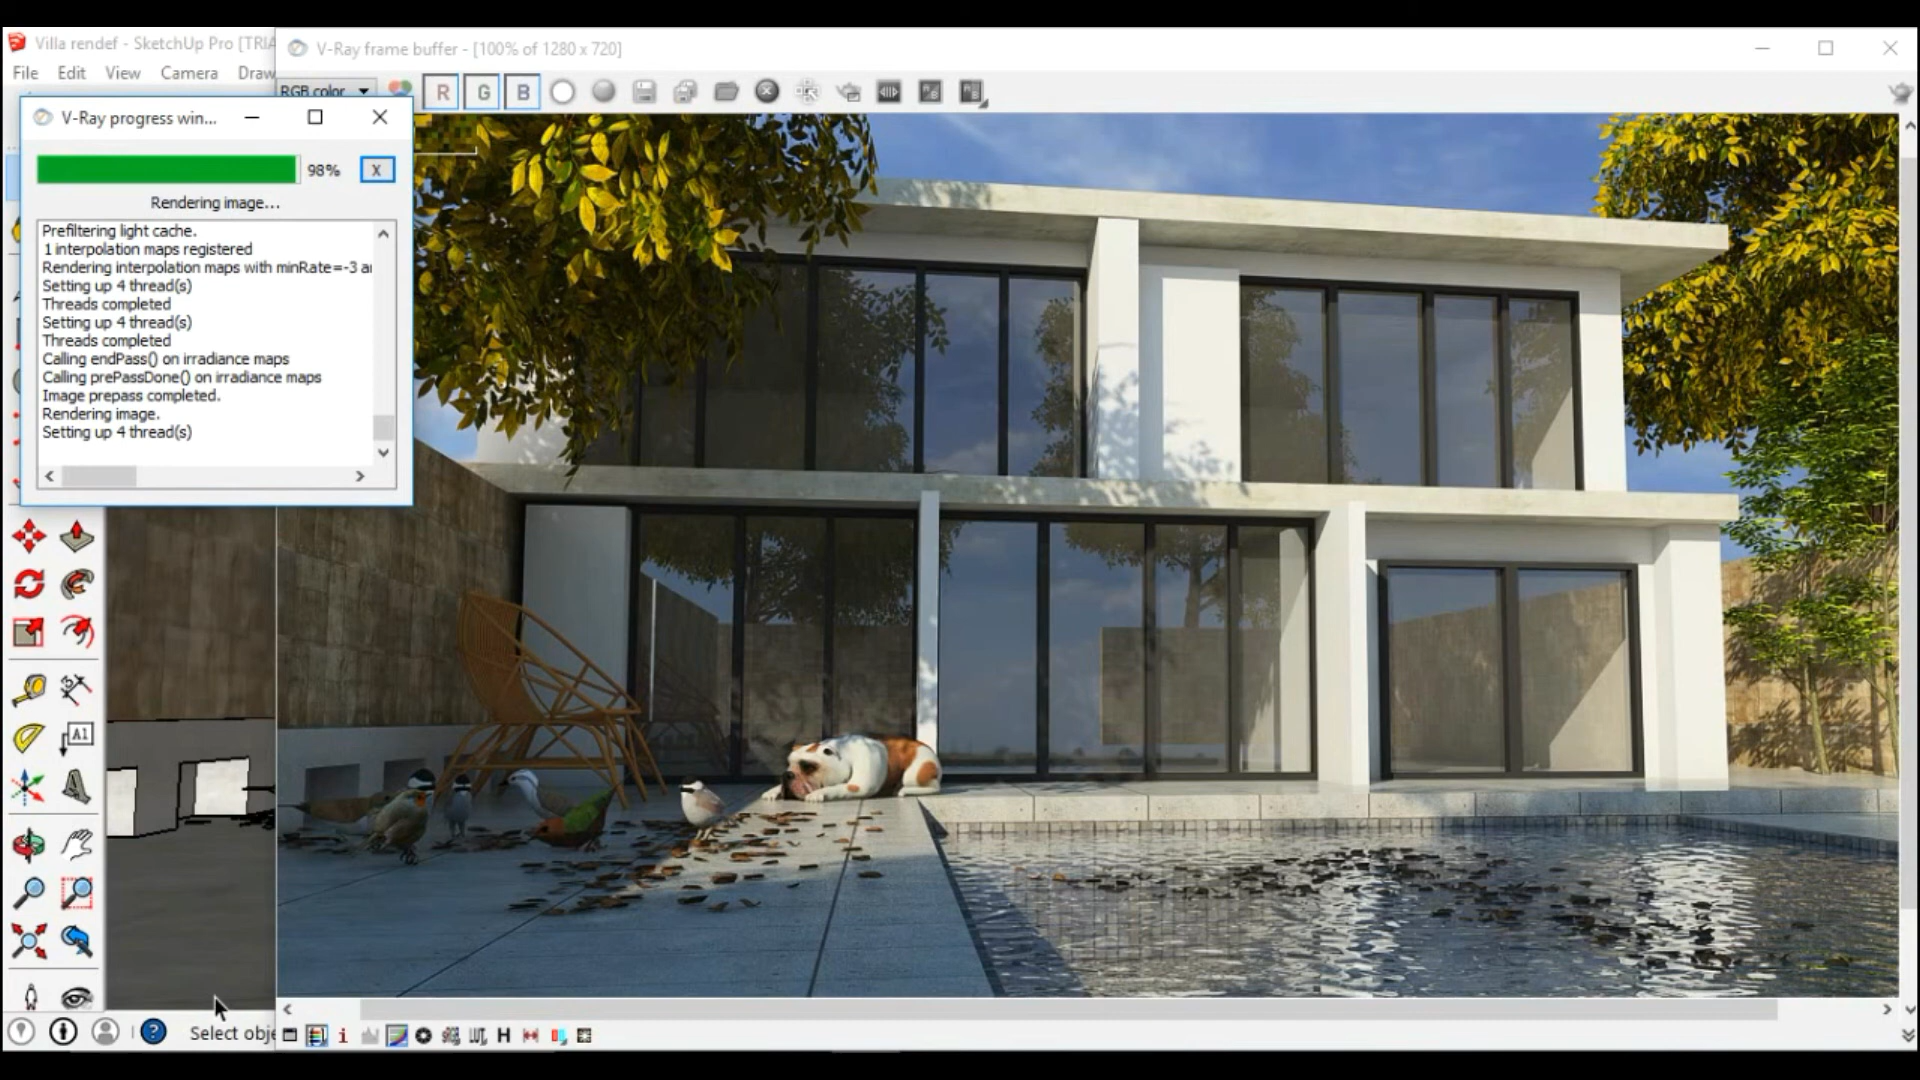 Villa rendef - SketchUp Pro [TRIA
File Edit View Camera Draw
V-Ray frame buffer - [100% of 1280 x 720]
RGB color
R G B
V-Ray progress win...
98% X
Rendering image...
Prefiltering light cache.
1 interpolation maps registered
Rendering interpolation maps with minRate=-3 a
Setting up 4 thread(s)
Threads completed
Setting up 4 thread(s)
Threads completed
Calling endPass() on irradiance maps
Calling prePassDone() on irradiance maps
Image prepass completed.
Rendering image.
Setting up 4 thread(s)
A1
Select obje
i LUT H